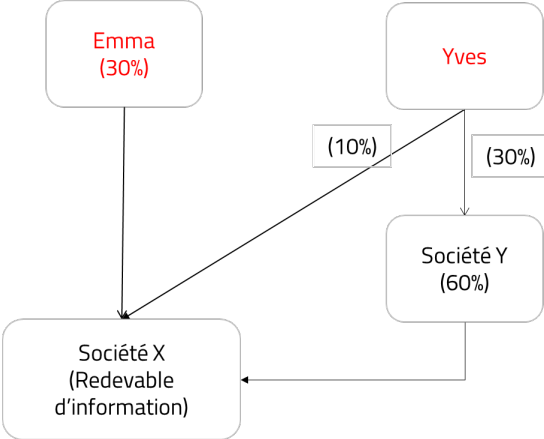 Emma
(30%)
Yves
(10%)
(30%)
Société Y
(60%)
Société X
(Redevable
d'information)